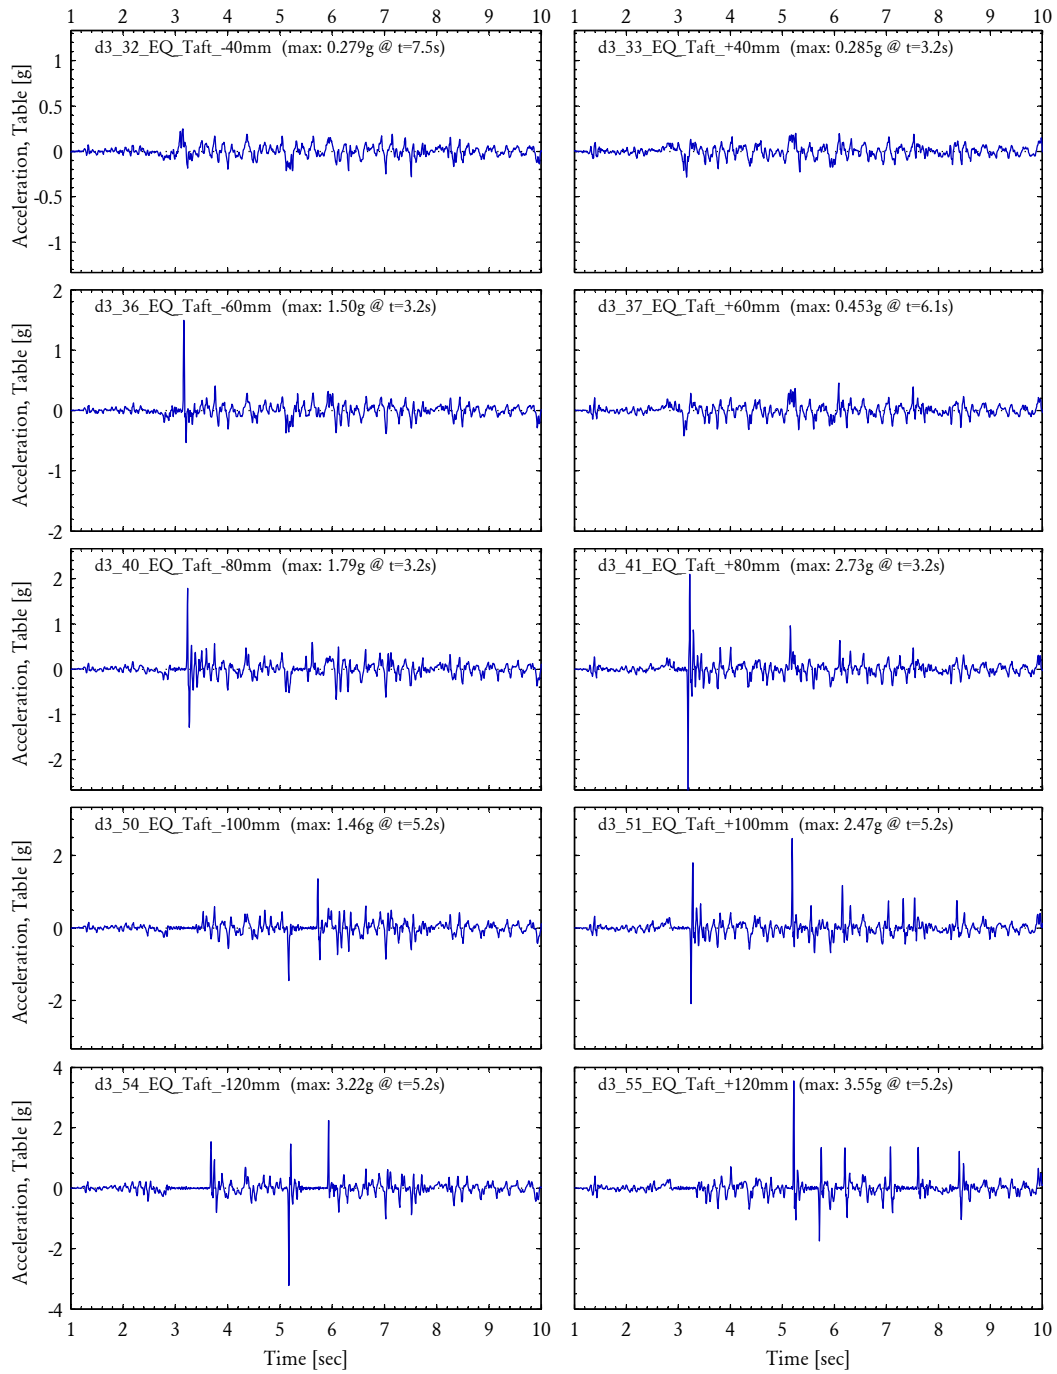 1 2 3 4 5 6 7 8 9 10 1 2 3 4 5 6 7 8 9 10
d3_32_EQ_Taft_-40mm (max: 0.279g @ t=7.5s)
d3_33_EQ_Taft_+40mm (max: 0.285g @ t=3.2s)
Acceleration, Table [g]
1
0.5
0
-0.5
-1
d3_36_EQ_Taft_-60mm (max: 1.50g @ t=3.2s)
d3_37_EQ_Taft_+60mm (max: 0.453g @ t=6.1s)
Acceleration, Table [g]
2
1
0
-1
-2
d3_40_EQ_Taft_-80mm (max: 1.79g @ t=3.2s)
d3_41_EQ_Taft_+80mm (max: 2.73g @ t=3.2s)
Acceleration, Table [g]
2
1
0
-1
-2
d3_50_EQ_Taft_-100mm (max: 1.46g @ t=5.2s)
d3_51_EQ_Taft_+100mm (max: 2.47g @ t=5.2s)
Acceleration, Table [g]
2
0
-2
d3_54_EQ_Taft_-120mm (max: 3.22g @ t=5.2s)
d3_55_EQ_Taft_+120mm (max: 3.55g @ t=5.2s)
Acceleration, Table [g]
4
2
0
-2
-4
1 2 3 4 5 6 7 8 9 10 1 2 3 4 5 6 7 8 9 10
Time [sec] Time [sec]